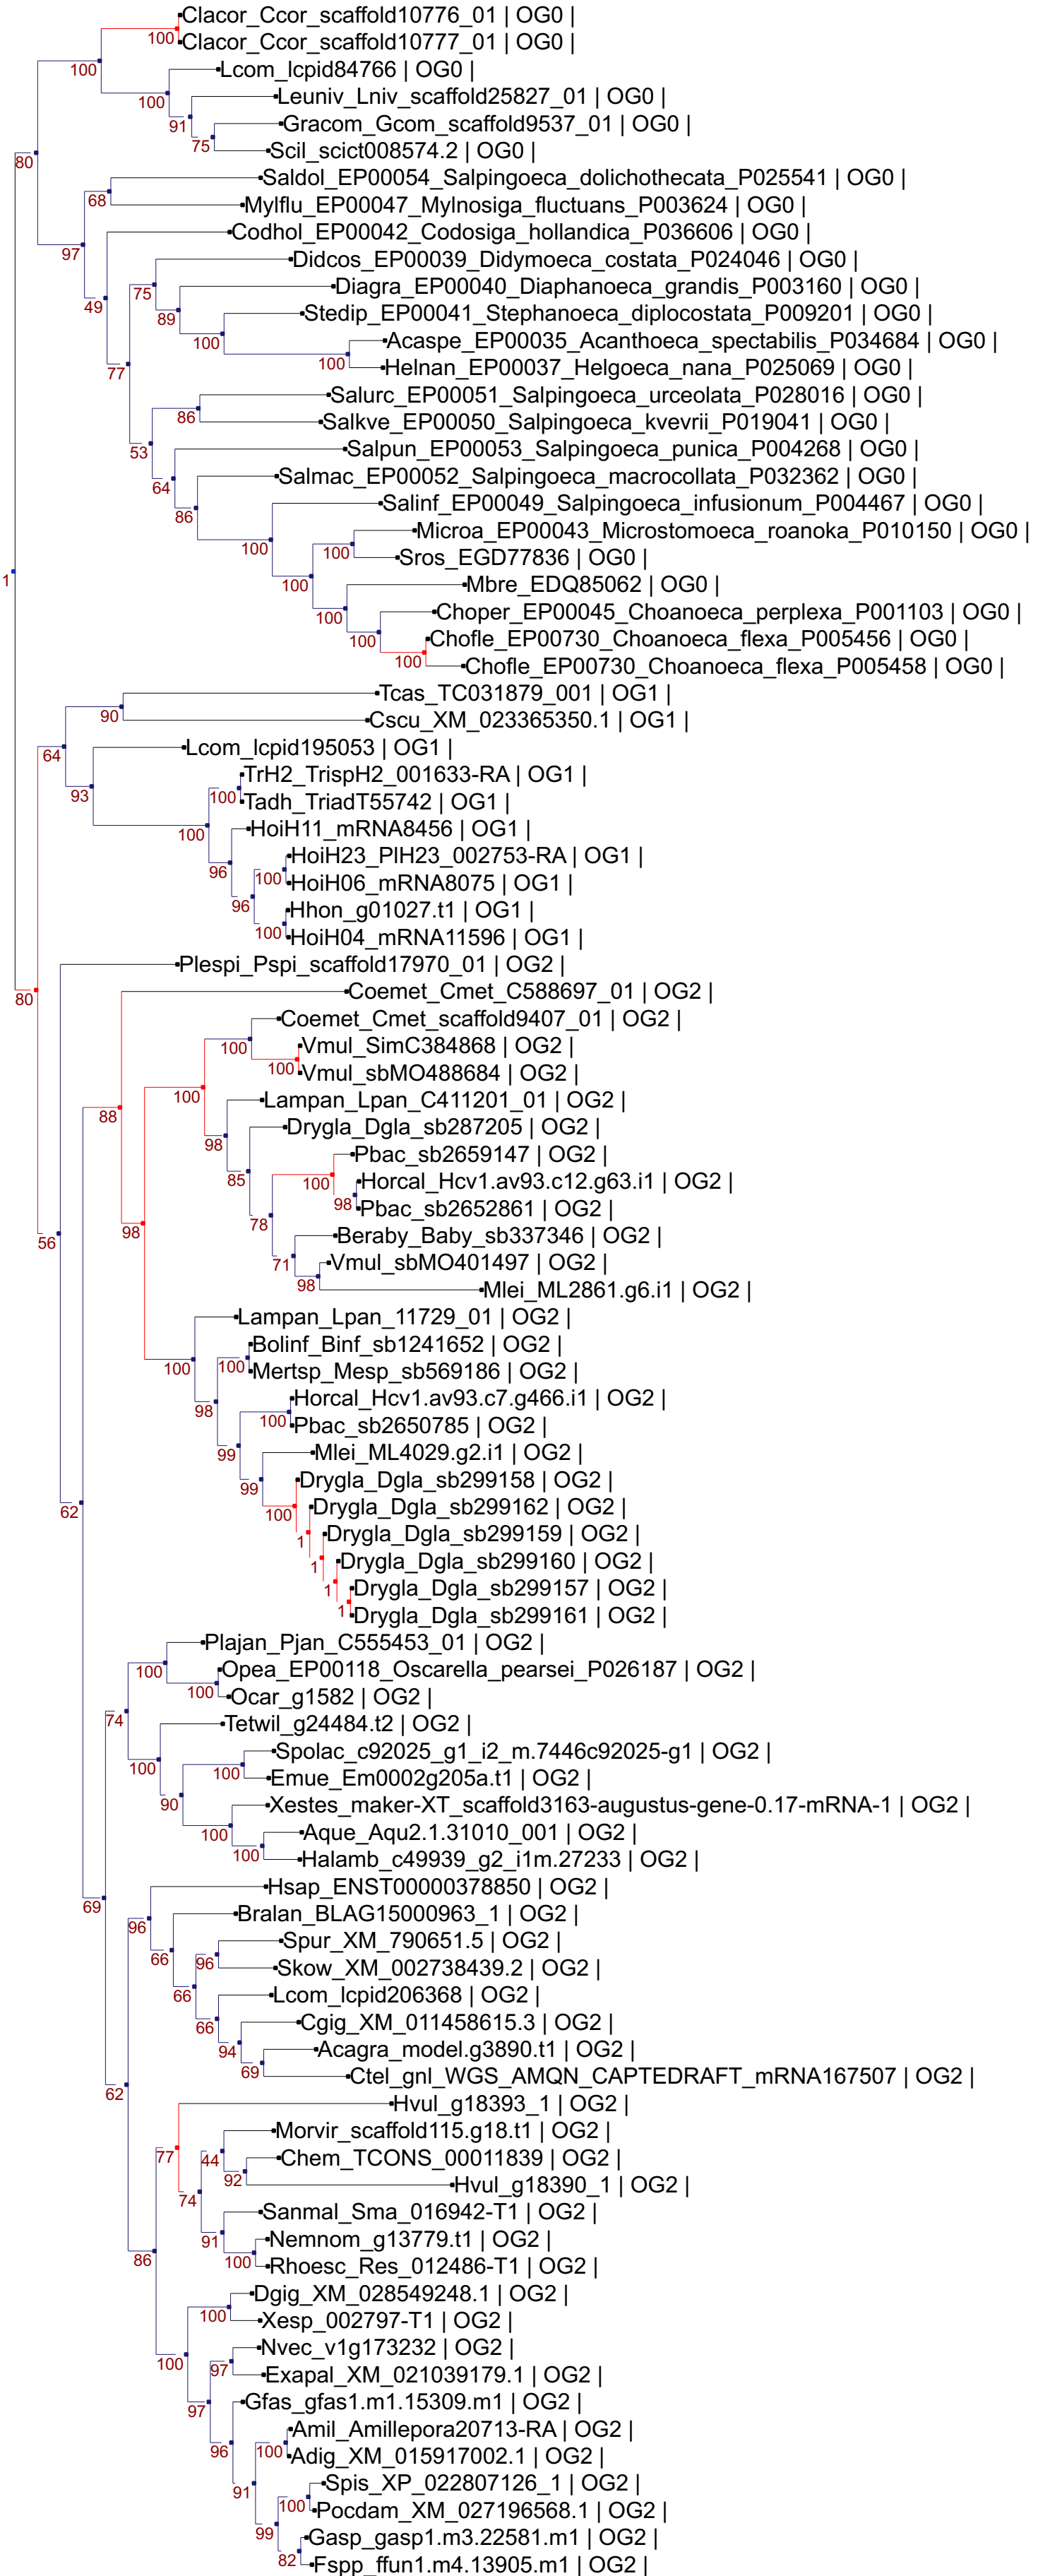 Clacor_Ccor_scaffold10776_01 | OG0 |
100
Clacor_Ccor_scaffold10777_01 | OG0 |
100
Lcom_lcpid84766 | OG0 |
100
Leuniv_Lniv_scaffold25827_01 | OG0 |
91
Gracom_Gcom_scaffold9537_01 | OG0 |
75
Scil_scict008574.2 | OG0 |
80
Saldol_EP00054_Salpingoeca_dolichothecata_P025541 | OG0 |
68
Mylflu_EP00047_Mylnosiga_fluctuans_P003624 | OG0 |
Codhol_EP00042_Codosiga_hollandica_P036606 | OG0 |
97
Didcos_EP00039_Didymoeca_costata_P024046 | OG0 |
75
Diagra_EP00040_Diaphanoeca_grandis_P003160 | OG0 |
49
89
Stedip_EP00041_Stephanoeca_diplocostata_P009201 | OG0 |
100
Acaspe_EP00035_Acanthoeca_spectabilis_P034684 | OG0 |
100
Helnan_EP00037_Helgoeca_nana_P025069 | OG0 |
77
Salurc_EP00051_Salpingoeca_urceolata_P028016 | OG0 |
86
Salkve_EP00050_Salpingoeca_kvevrii_P019041 | OG0 |
53
Salpun_EP00053_Salpingoeca_punica_P004268 | OG0 |
64
Salmac_EP00052_Salpingoeca_macrocollata_P032362 | OG0 |
86
Salinf_EP00049_Salpingoeca_infusionum_P004467 | OG0 |
100
Microa_EP00043_Microstomoeca_roanoka_P010150 | OG0 |
100
Sros_EGD77836 | OG0 |
100
1
Mbre_EDQ85062 | OG0 |
100
Choper_EP00045_Choanoeca_perplexa_P001103 | OG0 |
100
Chofle_EP00730_Choanoeca_flexa_P005456 | OG0 |
100
Chofle_EP00730_Choanoeca_flexa_P005458 | OG0 |
Tcas_TC031879_001 | OG1 |
90
Cscu_XM_023365350.1 | OG1 |
64
Lcom_lcpid195053 | OG1 |
TrH2_TrispH2_001633-RA | OG1 |
93
100
Tadh_TriadT55742 | OG1 |
100
HoiH11_mRNA8456 | OG1 |
HoiH23_PlH23_002753-RA | OG1 |
96
100
HoiH06_mRNA8075 | OG1 |
96
Hhon_g01027.t1 | OG1 |
100
HoiH04_mRNA11596 | OG1 |
Plespi_Pspi_scaffold17970_01 | OG2 |
80
Coemet_Cmet_C588697_01 | OG2 |
Coemet_Cmet_scaffold9407_01 | OG2 |
100
Vmul_SimC384868 | OG2 |
100
Vmul_sbMO488684 | OG2 |
100
Lampan_Lpan_C411201_01 | OG2 |
88
Drygla_Dgla_sb287205 | OG2 |
98
Pbac_sb2659147 | OG2 |
85
100
Horcal_Hcv1.av93.c12.g63.i1 | OG2 |
98
Pbac_sb2652861 | OG2 |
78
98
56
Beraby_Baby_sb337346 | OG2 |
71
Vmul_sbMO401497 | OG2 |
98
Mlei_ML2861.g6.i1 | OG2 |
Lampan_Lpan_11729_01 | OG2 |
Bolinf_Binf_sb1241652 | OG2 |
100
100
Mertsp_Mesp_sb569186 | OG2 |
Horcal_Hcv1.av93.c7.g466.i1 | OG2 |
98
100
Pbac_sb2650785 | OG2 |
99
Mlei_ML4029.g2.i1 | OG2 |
Drygla_Dgla_sb299158 | OG2 |
99
Drygla_Dgla_sb299162 | OG2 |
62
100
Drygla_Dgla_sb299159 | OG2 |
1
Drygla_Dgla_sb299160 | OG2 |
1
Drygla_Dgla_sb299157 | OG2 |
1
Drygla_Dgla_sb299161 | OG2 |
1
Plajan_Pjan_C555453_01 | OG2 |
100
Opea_EP00118_Oscarella_pearsei_P026187 | OG2 |
100
Ocar_g1582 | OG2 |
74
Tetwil_g24484.t2 | OG2 |
Spolac_c92025_g1_i2_m.7446c92025-g1 | OG2 |
100
100
Emue_Em0002g205a.t1 | OG2 |
90
Xestes_maker-XT_scaffold3163-augustus-gene-0.17-mRNA-1 | OG2 |
100
Aque_Aqu2.1.31010_001 | OG2 |
100
Halamb_c49939_g2_i1m.27233 | OG2 |
Hsap_ENST00000378850 | OG2 |
69
Bralan_BLAG15000963_1 | OG2 |
96
Spur_XM_790651.5 | OG2 |
66
96
Skow_XM_002738439.2 | OG2 |
66
Lcom_lcpid206368 | OG2 |
Cgig_XM_011458615.3 | OG2 |
66
Acagra_model.g3890.t1 | OG2 |
94
Ctel_gnl_WGS_AMQN_CAPTEDRAFT_mRNA167507 | OG2 |
69
62
Hvul_g18393_1 | OG2 |
Morvir_scaffold115.g18.t1 | OG2 |
77
44
Chem_TCONS_00011839 | OG2 |
92
Hvul_g18390_1 | OG2 |
74
Sanmal_Sma_016942-T1 | OG2 |
91
Nemnom_g13779.t1 | OG2 |
86
100
Rhoesc_Res_012486-T1 | OG2 |
Dgig_XM_028549248.1 | OG2 |
100
Xesp_002797-T1 | OG2 |
Nvec_v1g173232 | OG2 |
100
97
Exapal_XM_021039179.1 | OG2 |
97
Gfas_gfas1.m1.15309.m1 | OG2 |
Amil_Amillepora20713-RA | OG2 |
96
100
Adig_XM_015917002.1 | OG2 |
91
Spis_XP_022807126_1 | OG2 |
100
Pocdam_XM_027196568.1 | OG2 |
99
Gasp_gasp1.m3.22581.m1 | OG2 |
82
Fspp_ffun1.m4.13905.m1 | OG2 |